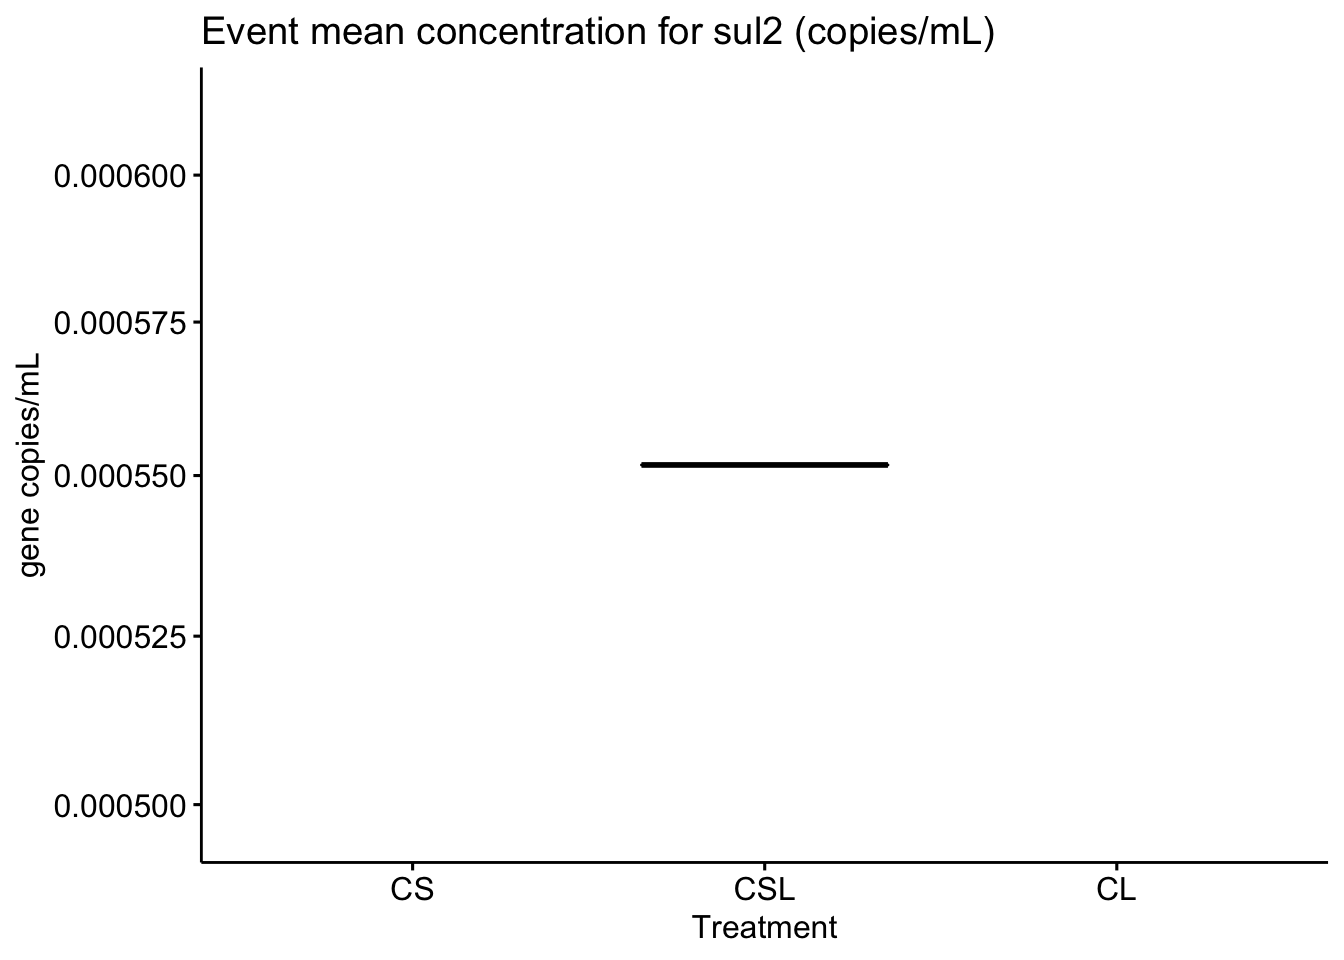 Event mean concentration for sul2 (copies/mL)
0.000600
0.000575
0.000550
0.000525
0.000500
gene copies/mL
CS
CSL
CL
Treatment